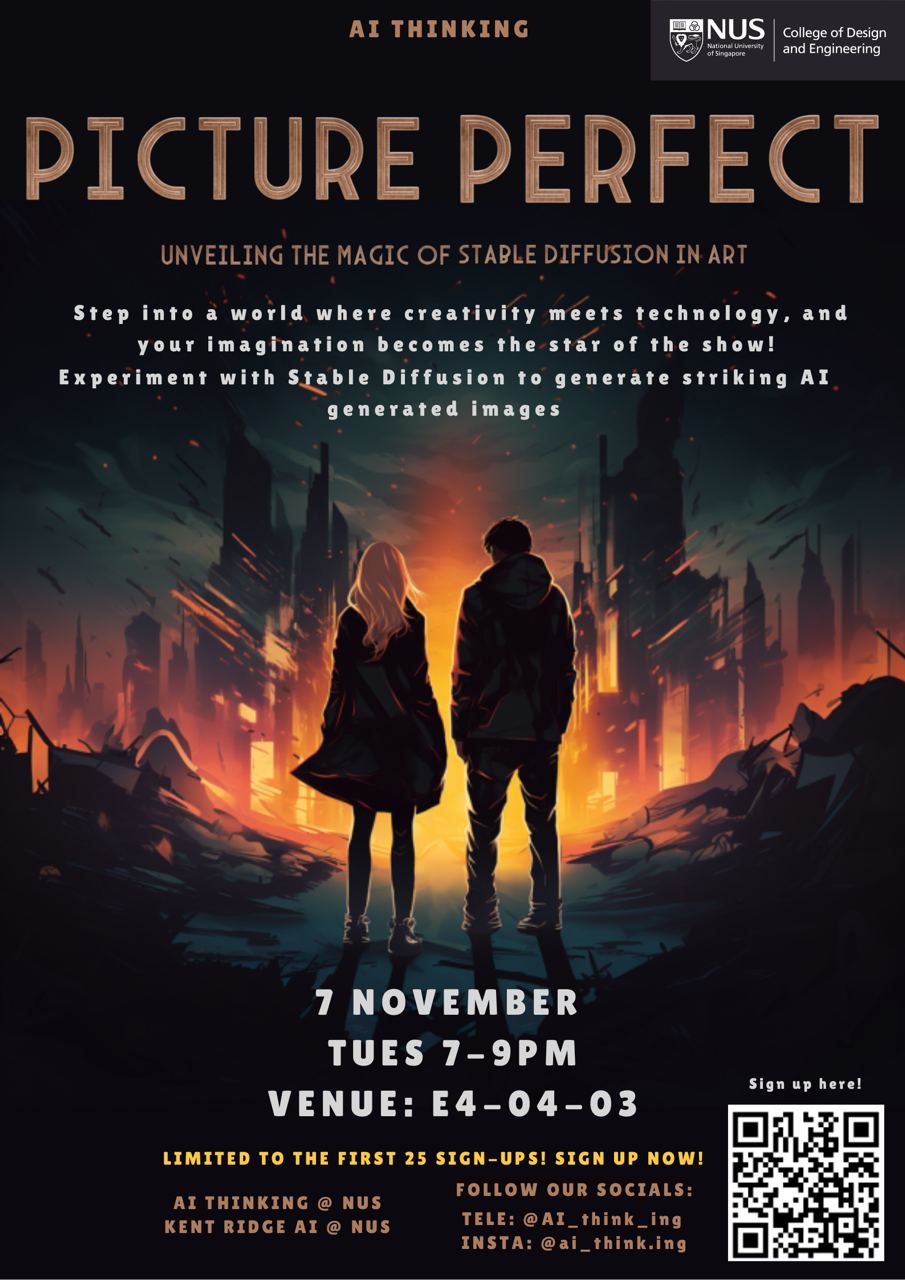 AI THINKING
NUS
National University
of Singapore
College of Design
and Engineering
PICTURE PERFECT
UNVEILING THE MAGIC OF STABLE DIFFUSION IN ART
Step into a world where creativity meets technology, and
your imagination becomes the star of the show!
Experiment with Stable Diffusion to generate striking AI
generated images
7 NOVEMBER
TUES 7-9PM
VENUE: E4-04-03
Sign up here!
LIMITED TO THE FIRST 25 SIGN-UPS! SIGN UP NOW!
AI THINKING @ NUS
KENT RIDGE AI @ NUS
FOLLOW OUR SOCIALS:
TELE: @AI_think_ing
INSTA: @ai_think.ing